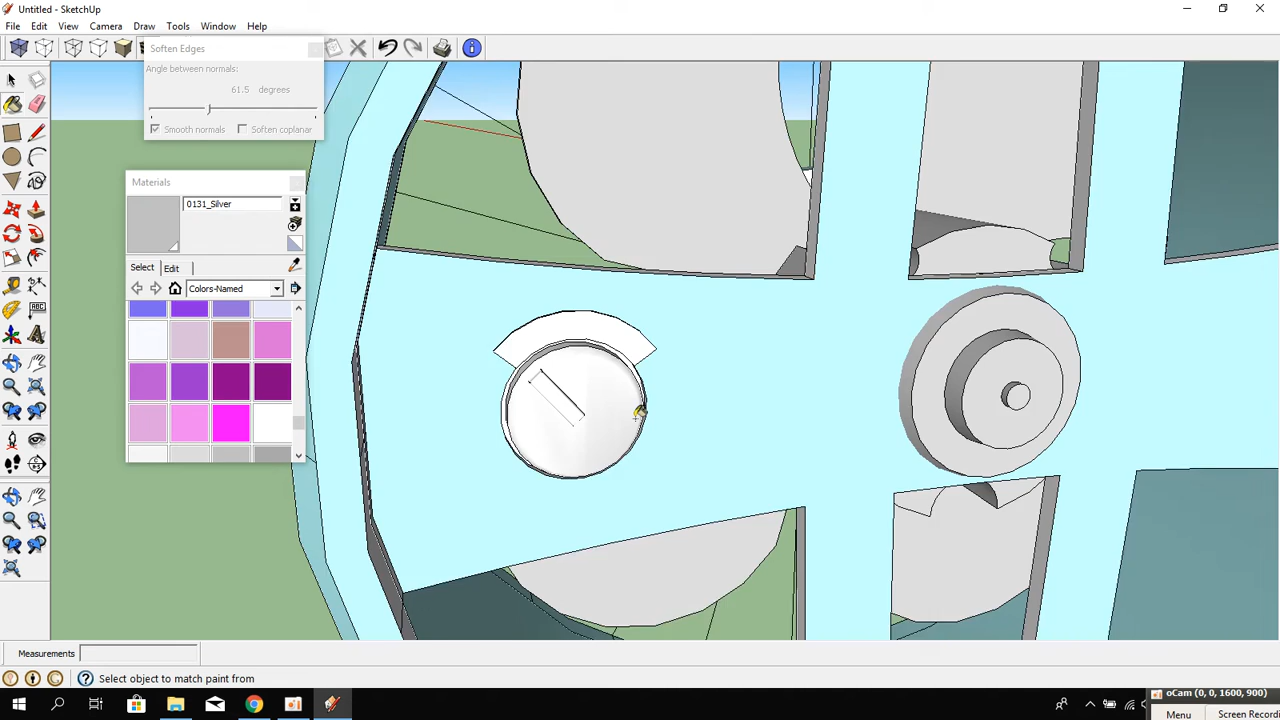 Untitled - SketchUp
File Edit View Camera Draw Tools Window Help
Soften Edges
Angle between normals:
61.5 degrees
Smooth normals Soften coplanar
Materials
0131_Silver
Select Edit
Colors-Named
ABC
Measurements
Select object to match paint from
oCam (0, 0, 1600, 900)
Menu Screen Recordi